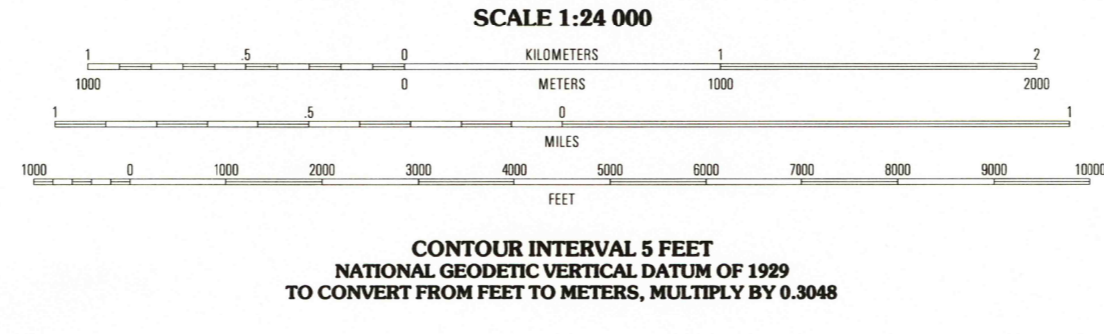 SCALE 1:24 000
1 .5 0 KILOMETERS 1 2
1000 0 METERS 1000 2000
1 .5 0 1
MILES
1000 0 1000 2000 3000 4000 5000 6000 7000 8000 9000 10000
FEET
CONTOUR INTERVAL 5 FEET
NATIONAL GEODETIC VERTICAL DATUM OF 1929
TO CONVERT FROM FEET TO METERS, MULTIPLY BY 0.3048